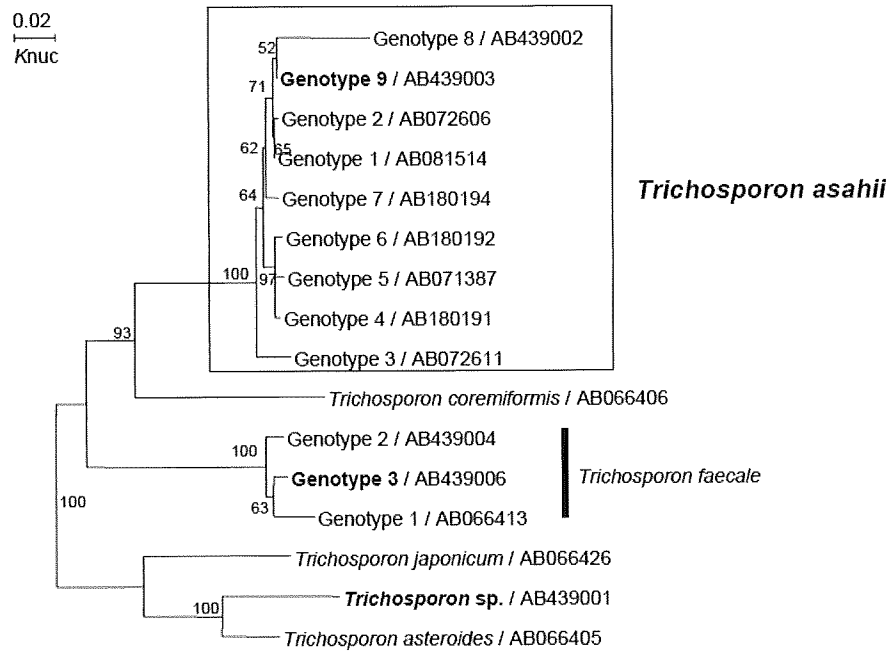 0.02
Knuc
52
Genotype 8 / AB439002
71
Genotype 9 / AB439003
Genotype 2 / AB072606
62
65
Genotype 1 / AB081514
64
Genotype 7 / AB180194
Trichosporon asahii
Genotype 6 / AB180192
100
97
Genotype 5 / AB071387
Genotype 4 / AB180191
93
Genotype 3 / AB072611
Trichosporon coremiformis / AB066406
100
Genotype 2 / AB439004
Genotype 3 / AB439006
Trichosporon faecale
63
Genotype 1 / AB066413
100
Trichosporon japonicum / AB066426
100
Trichosporon sp. / AB439001
Trichosporon asteroides / AB066405